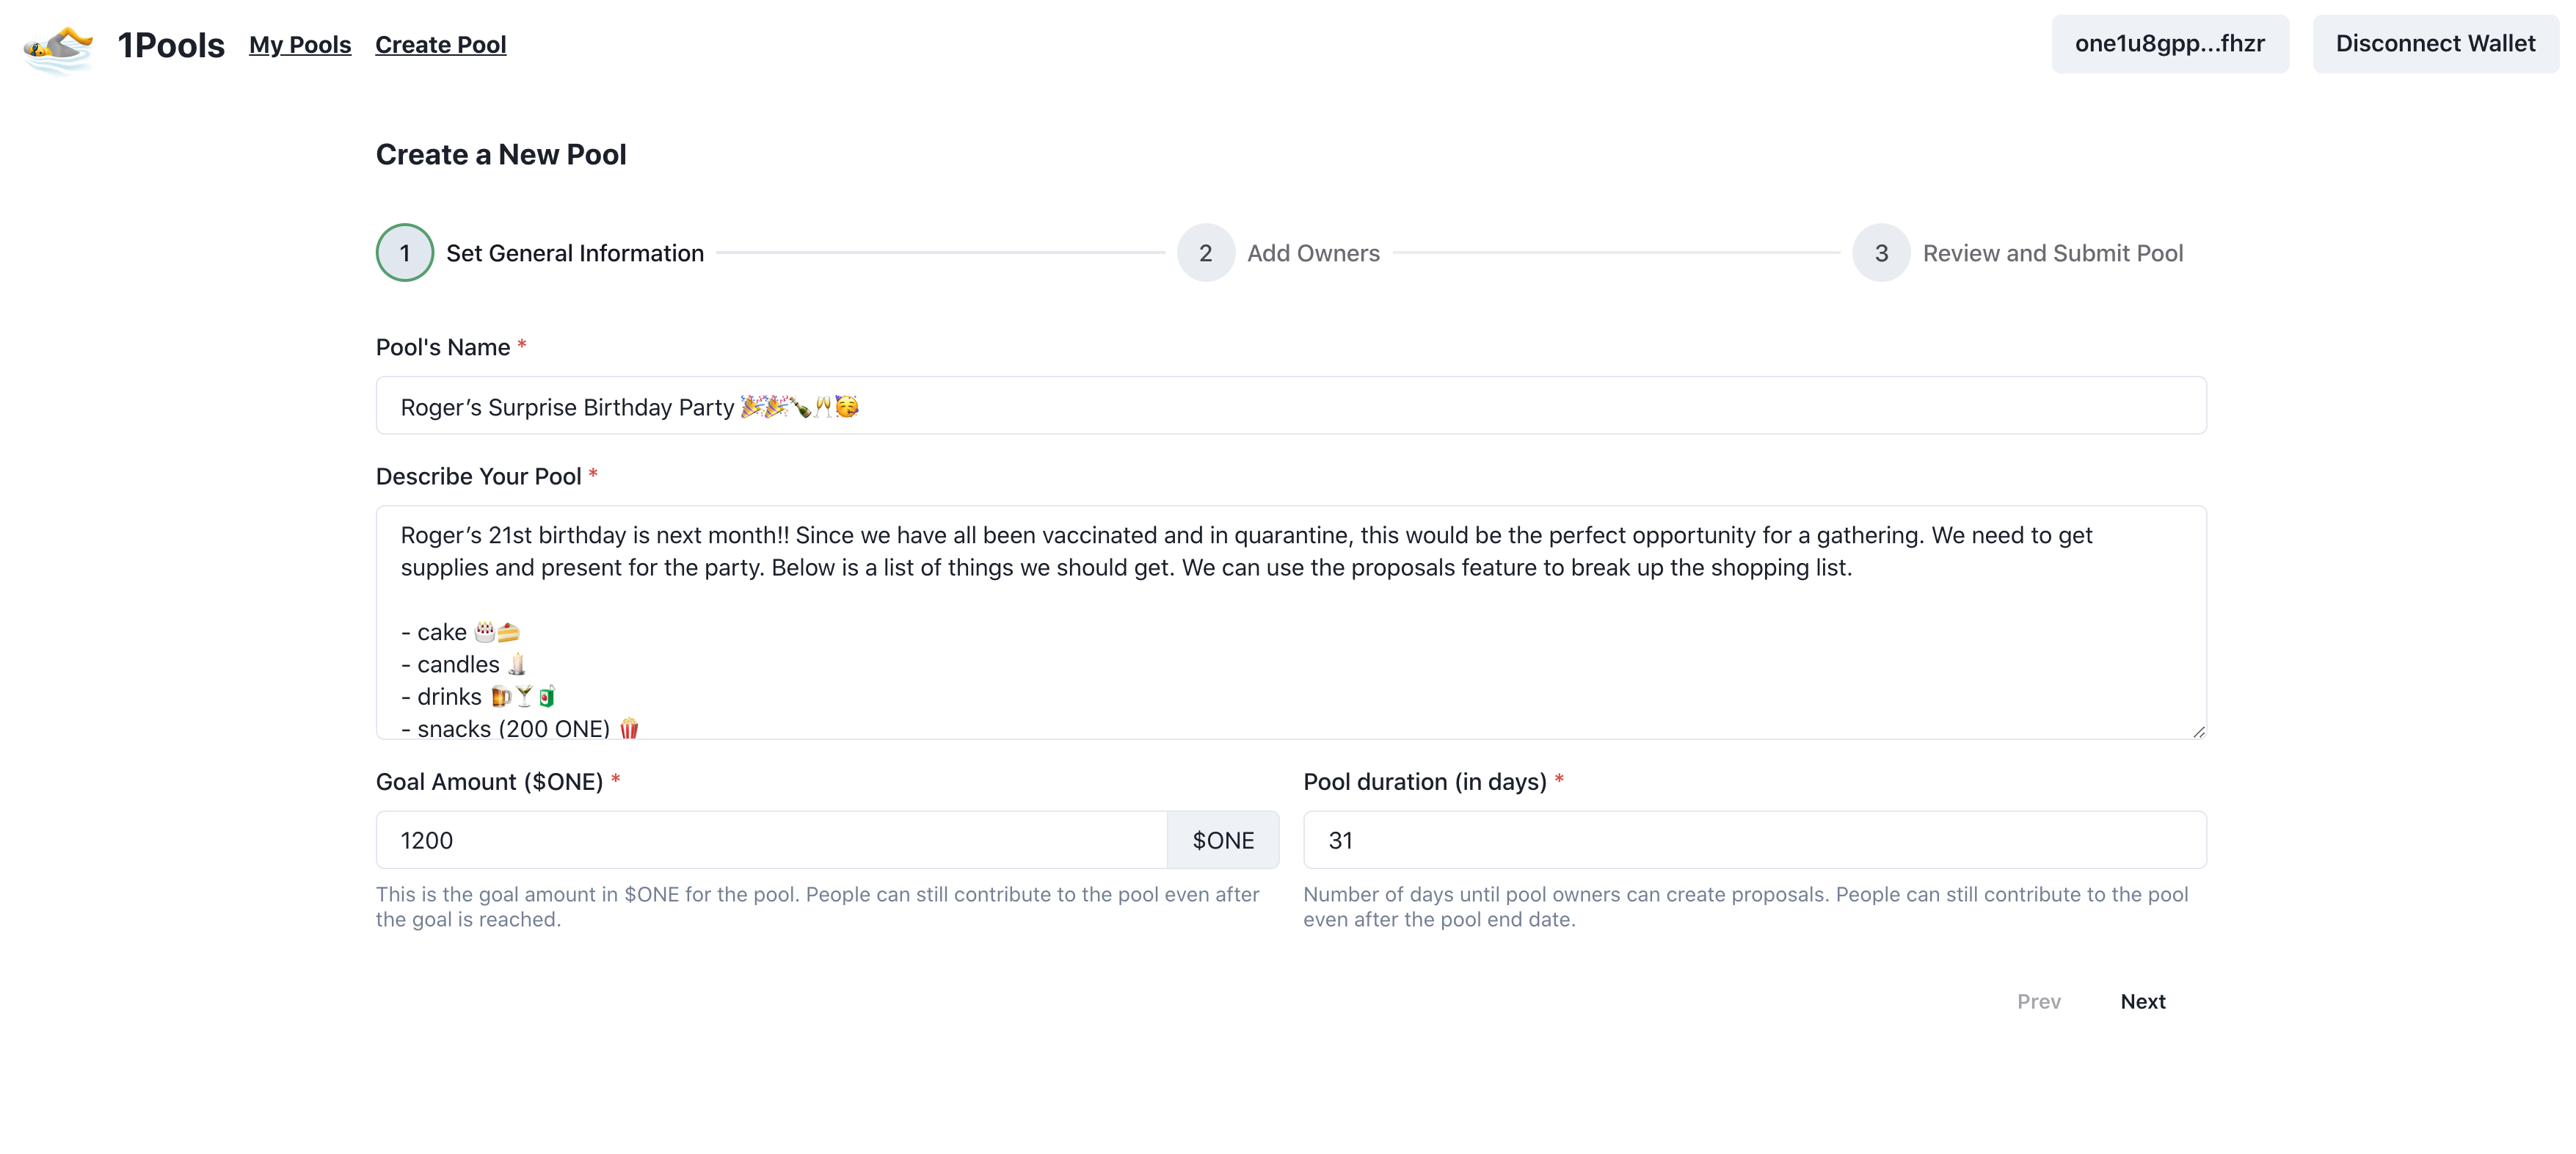 1Pools My Pools Create Pool one1u8gpp...fhzr Disconnect Wallet
Create a New Pool
1 Set General Information 2 Add Owners 3 Review and Submit Pool
Pool's Name *
Roger’s Surprise Birthday Party 🎉🎉🍾🥂🥳
Describe Your Pool *
Roger’s 21st birthday is next month!! Since we have all been vaccinated and in quarantine, this would be the perfect opportunity for a gathering. We need to get
supplies and present for the party. Below is a list of things we should get. We can use the proposals feature to break up the shopping list.
- cake 🎂🍰
- candles 🕯️
- drinks 🍺🍸🧃
- snacks (200 ONE) 🍿
Goal Amount ($ONE) * Pool duration (in days) *
1200 $ONE 31
This is the goal amount in $ONE for the pool. People can still contribute to the pool even after
the goal is reached.
Number of days until pool owners can create proposals. People can still contribute to the pool
even after the pool end date.
Prev Next